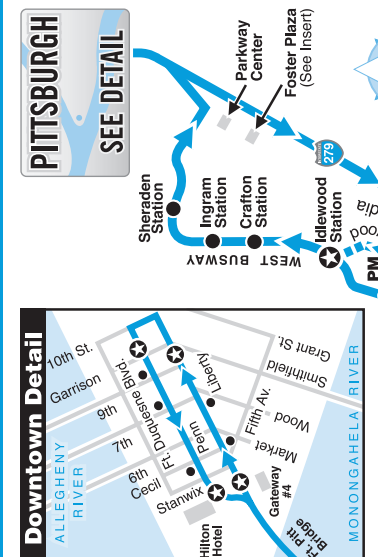 PITTSBURGH
SEE DETAIL
Parkway
Center
Foster Plaza
(See Insert)
279
Sheraden
Station
Ingram
Station
Crafton
Station
WEST BUSWAY
Idlewood
Station
PM
Downtown Detail
ALLEGHENY
RIVER
10th St.
Garrison
9th
7th
6th
Cecil
Stanwix
Ft. Duquesne Blvd.
Penn
Liberty
Fifth Av.
Grant St.
Smithfield
Wood
Market
Gateway
#4
Hilton
Hotel
Ft. Pitt
Bridge
MONONGAHELA RIVER